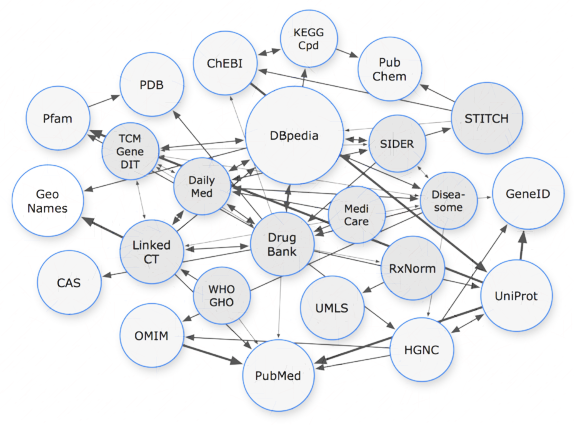 KEGG
Cpd
ChEBI
Pub
Chem
PDB
Pfam
DBpedia
STITCH
TCM
Gene
DIT
SIDER
Daily
Med
Geo
Names
Disea-
some
GeneID
Medi
Care
Linked
CT
Drug
Bank
RxNorm
CAS
WHO
GHO
UMLS
UniProt
OMIM
HGNC
PubMed